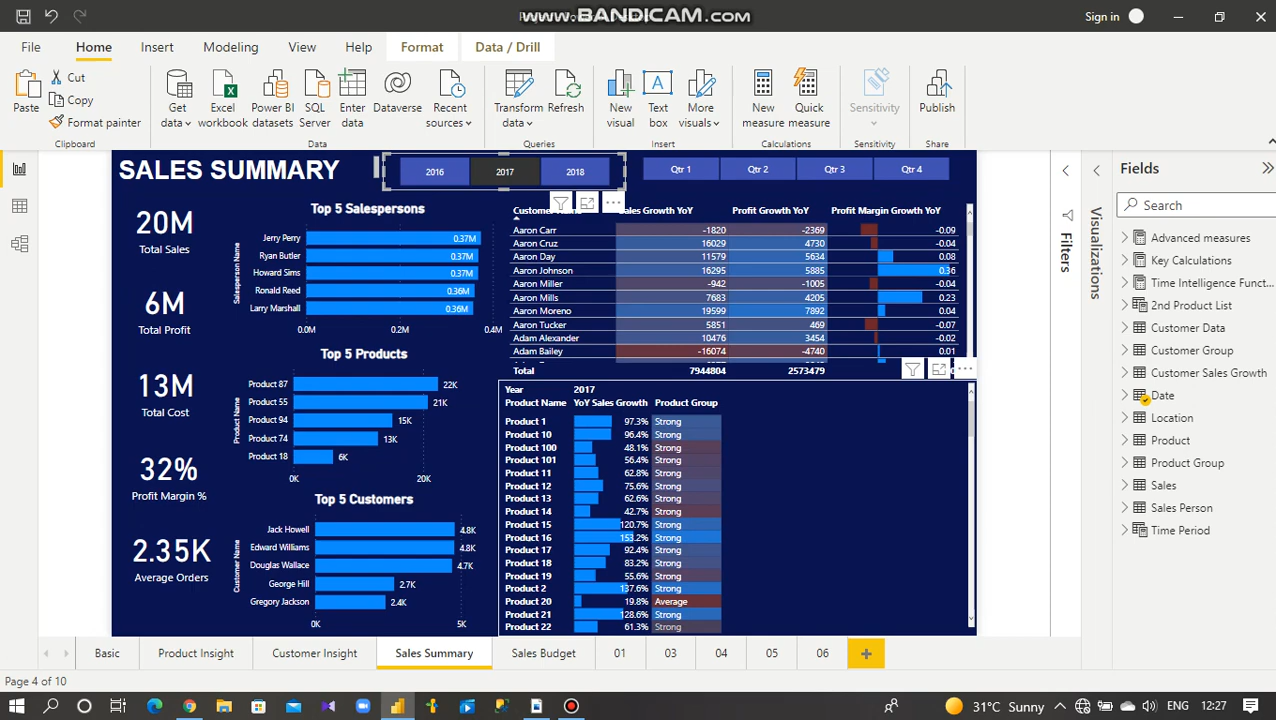 WWW.BANDICAM.COM
Sign in
File Home Insert Modeling View Help Format Data / Drill
Paste
Cut
Copy
Format painter
Clipboard
Get data
Excel workbook
Power BI datasets
SQL Server
Enter data
Dataverse
Recent sources
Data
Transform data
Refresh
Queries
New visual
Text box
More visuals
Insert
New measure
Quick measure
Calculations
Sensitivity
Sensitivity
Publish
Share
SALES SUMMARY
2016 2017 2018
Qtr 1 Qtr 2 Qtr 3 Qtr 4
20M
Total Sales
6M
Total Profit
13M
Total Cost
32%
Profit Margin %
2.35K
Average Orders
Top 5 Salespersons
Salesperson Name
Jerry Perry 0.37M
Ryan Butler 0.37M
Howard Sims 0.37M
Ronald Reed 0.36M
Larry Marshall 0.36M
0.0M 0.2M 0.4M
Top 5 Products
Product Name
Product 87 22K
Product 55 21K
Product 94 15K
Product 74 13K
Product 18 6K
0K 20K
Top 5 Customers
Customer Name
Jack Howell 4.8K
Edward Williams 4.8K
Douglas Wallace 4.7K
George Hill 2.7K
Gregory Jackson 2.4K
0K 5K
Sales Growth YoY Profit Growth YoY Profit Margin Growth YoY
Aaron Carr -1820 -2369 -0.09
Aaron Cruz 16029 4730 -0.04
Aaron Day 11579 5634 0.08
Aaron Johnson 16295 5885 0.36
Aaron Miller -942 -1005 -0.04
Aaron Mills 7683 4205 0.23
Aaron Moreno 19599 7892 0.04
Aaron Tucker 5851 469 -0.07
Adam Alexander 10476 3454 -0.02
Adam Bailey -16074 -4740 0.01
Total 7944804 2573479
Year 2017
Product Name YoY Sales Growth Product Group
Product 1 97.3% Strong
Product 10 96.4% Strong
Product 100 48.1% Strong
Product 101 56.4% Strong
Product 11 62.8% Strong
Product 12 75.6% Strong
Product 13 62.6% Strong
Product 14 42.7% Strong
Product 15 120.7% Strong
Product 16 153.2% Strong
Product 17 92.4% Strong
Product 18 83.2% Strong
Product 19 55.6% Strong
Product 2 137.6% Strong
Product 20 19.8% Average
Product 21 128.6% Strong
Product 22 61.3% Strong
Filters
Visualizations
Fields
Search
Advanced measures
Key Calculations
Time Intelligence Funct...
2nd Product List
Customer Data
Customer Group
Customer Sales Growth
Date
Location
Product
Product Group
Sales
Sales Person
Time Period
Basic Product Insight Customer Insight Sales Summary Sales Budget 01 03 04 05 06
Page 4 of 10
31°C Sunny ENG 12:27